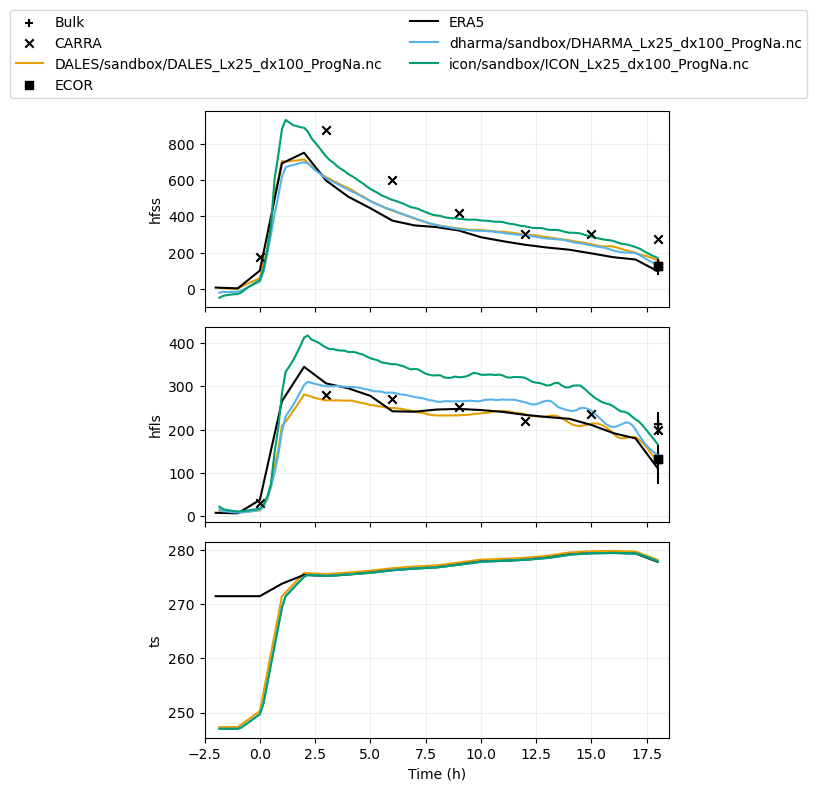 Bulk
CARRA
DALES/sandbox/DALES_Lx25_dx100_ProgNa.nc
ECOR
ERA5
dharma/sandbox/DHARMA_Lx25_dx100_ProgNa.nc
icon/sandbox/ICON_Lx25_dx100_ProgNa.nc
hfss
800
600
400
200
0
hfls
400
300
200
100
0
ts
280
270
260
250
−2.5 0.0 2.5 5.0 7.5 10.0 12.5 15.0 17.5
Time (h)